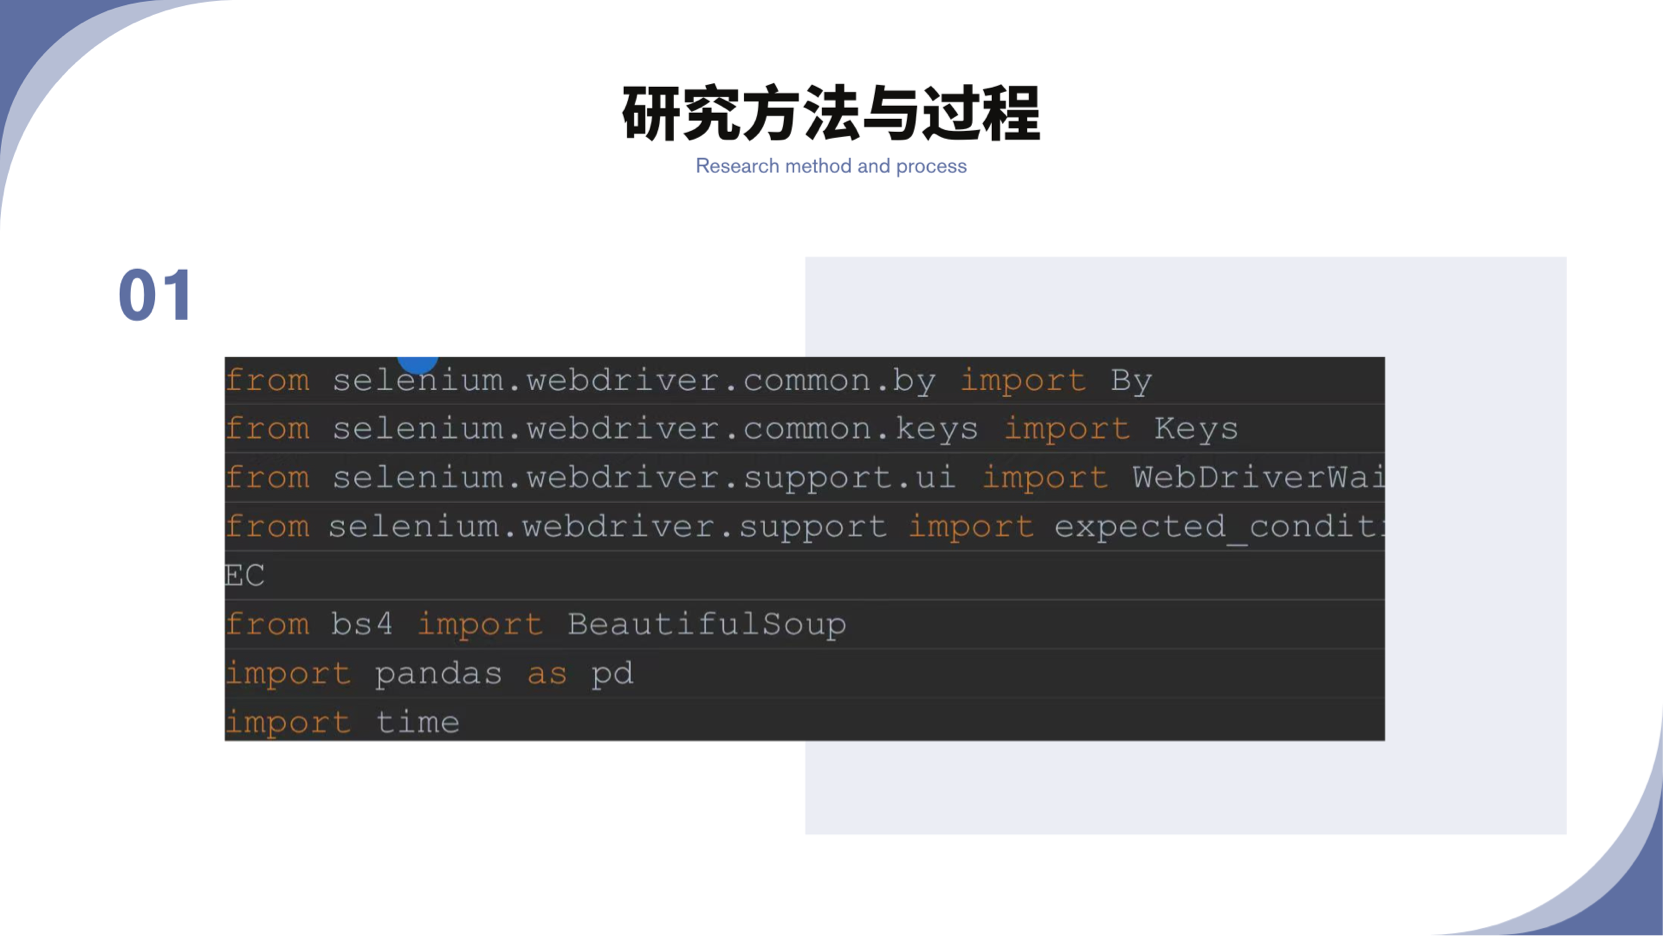 研究方法与过程
Research method and process
01
from selenium.webdriver.common.by import By
from selenium.webdriver.common.keys import Keys
from selenium.webdriver.support.ui import WebDriverWai
from selenium.webdriver.support import expected_conditi
EC
from bs4 import BeautifulSoup
import pandas as pd
import time